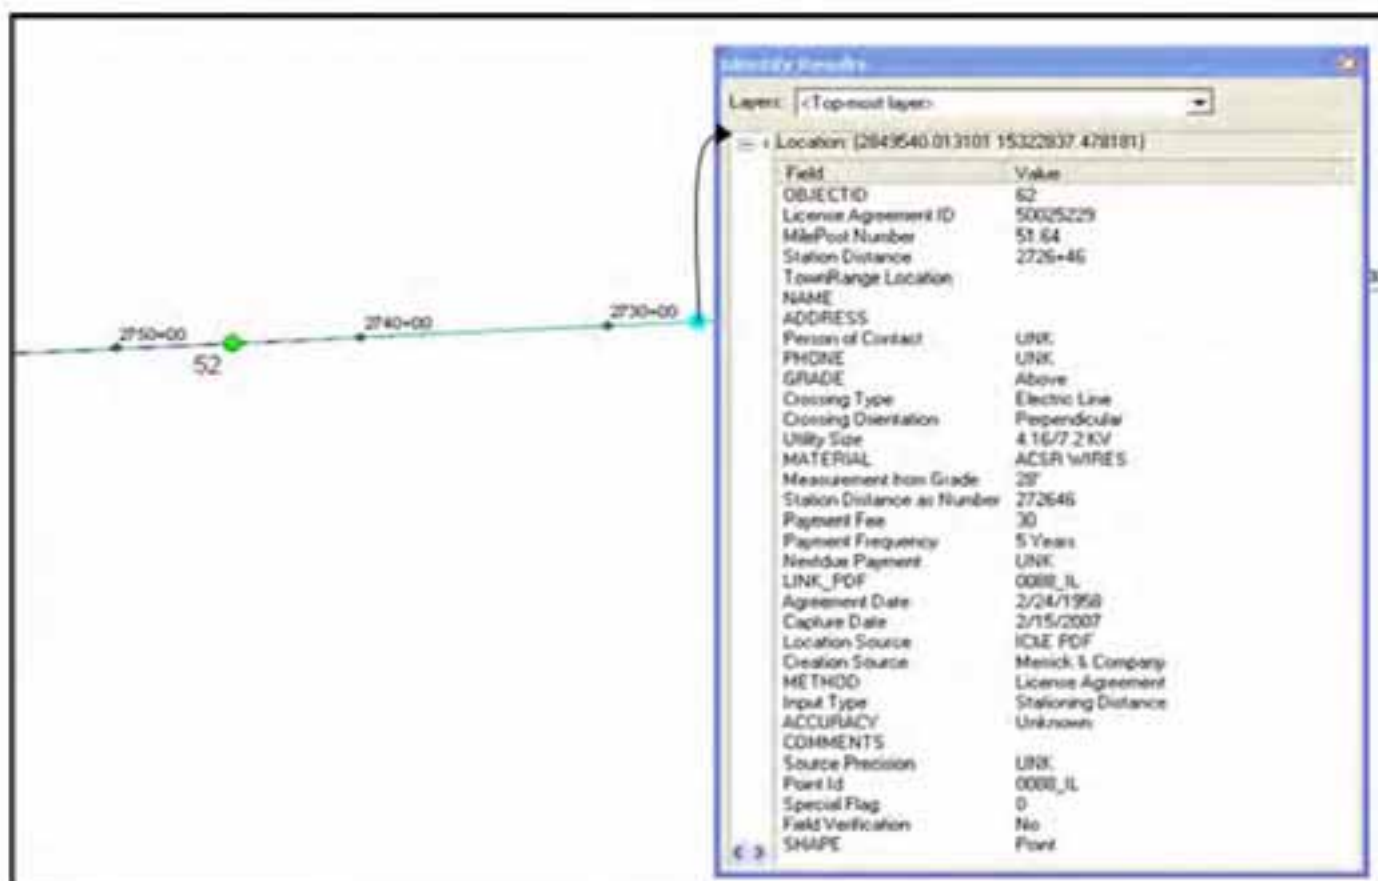 Identify Results
Layers: <Top-most layer>
Location: (2849540.013101 15322837.478181)
Field Value
OBJECTID 62
License Agreement ID 50025229
MilePost Number 51.64
Station Distance 2726+46
TownRange Location
NAME
ADDRESS
Person of Contact UNK
PHONE UNK
GRADE Above
Crossing Type Electric Line
Crossing Orientation Perpendicular
Utility Size 4.16/7.2 KV
MATERIAL ACSR WIRES
Measurement from Grade 28'
Station Distance as Number 272646
Payment Fee 30
Payment Frequency 5 Years
Nextdue Payment UNK
LINK_PDF 0088_IL
Agreement Date 2/24/1958
Capture Date 2/15/2007
Location Source IC&E PDF
Creation Source Merrick & Company
METHOD License Agreement
Input Type Stationing Distance
ACCURACY Unknown
COMMENTS
Source Precision UNK
Point Id 0088_IL
Special Flag 0
Field Verification No
SHAPE Point
2750+00
2740+00
2730+00
52